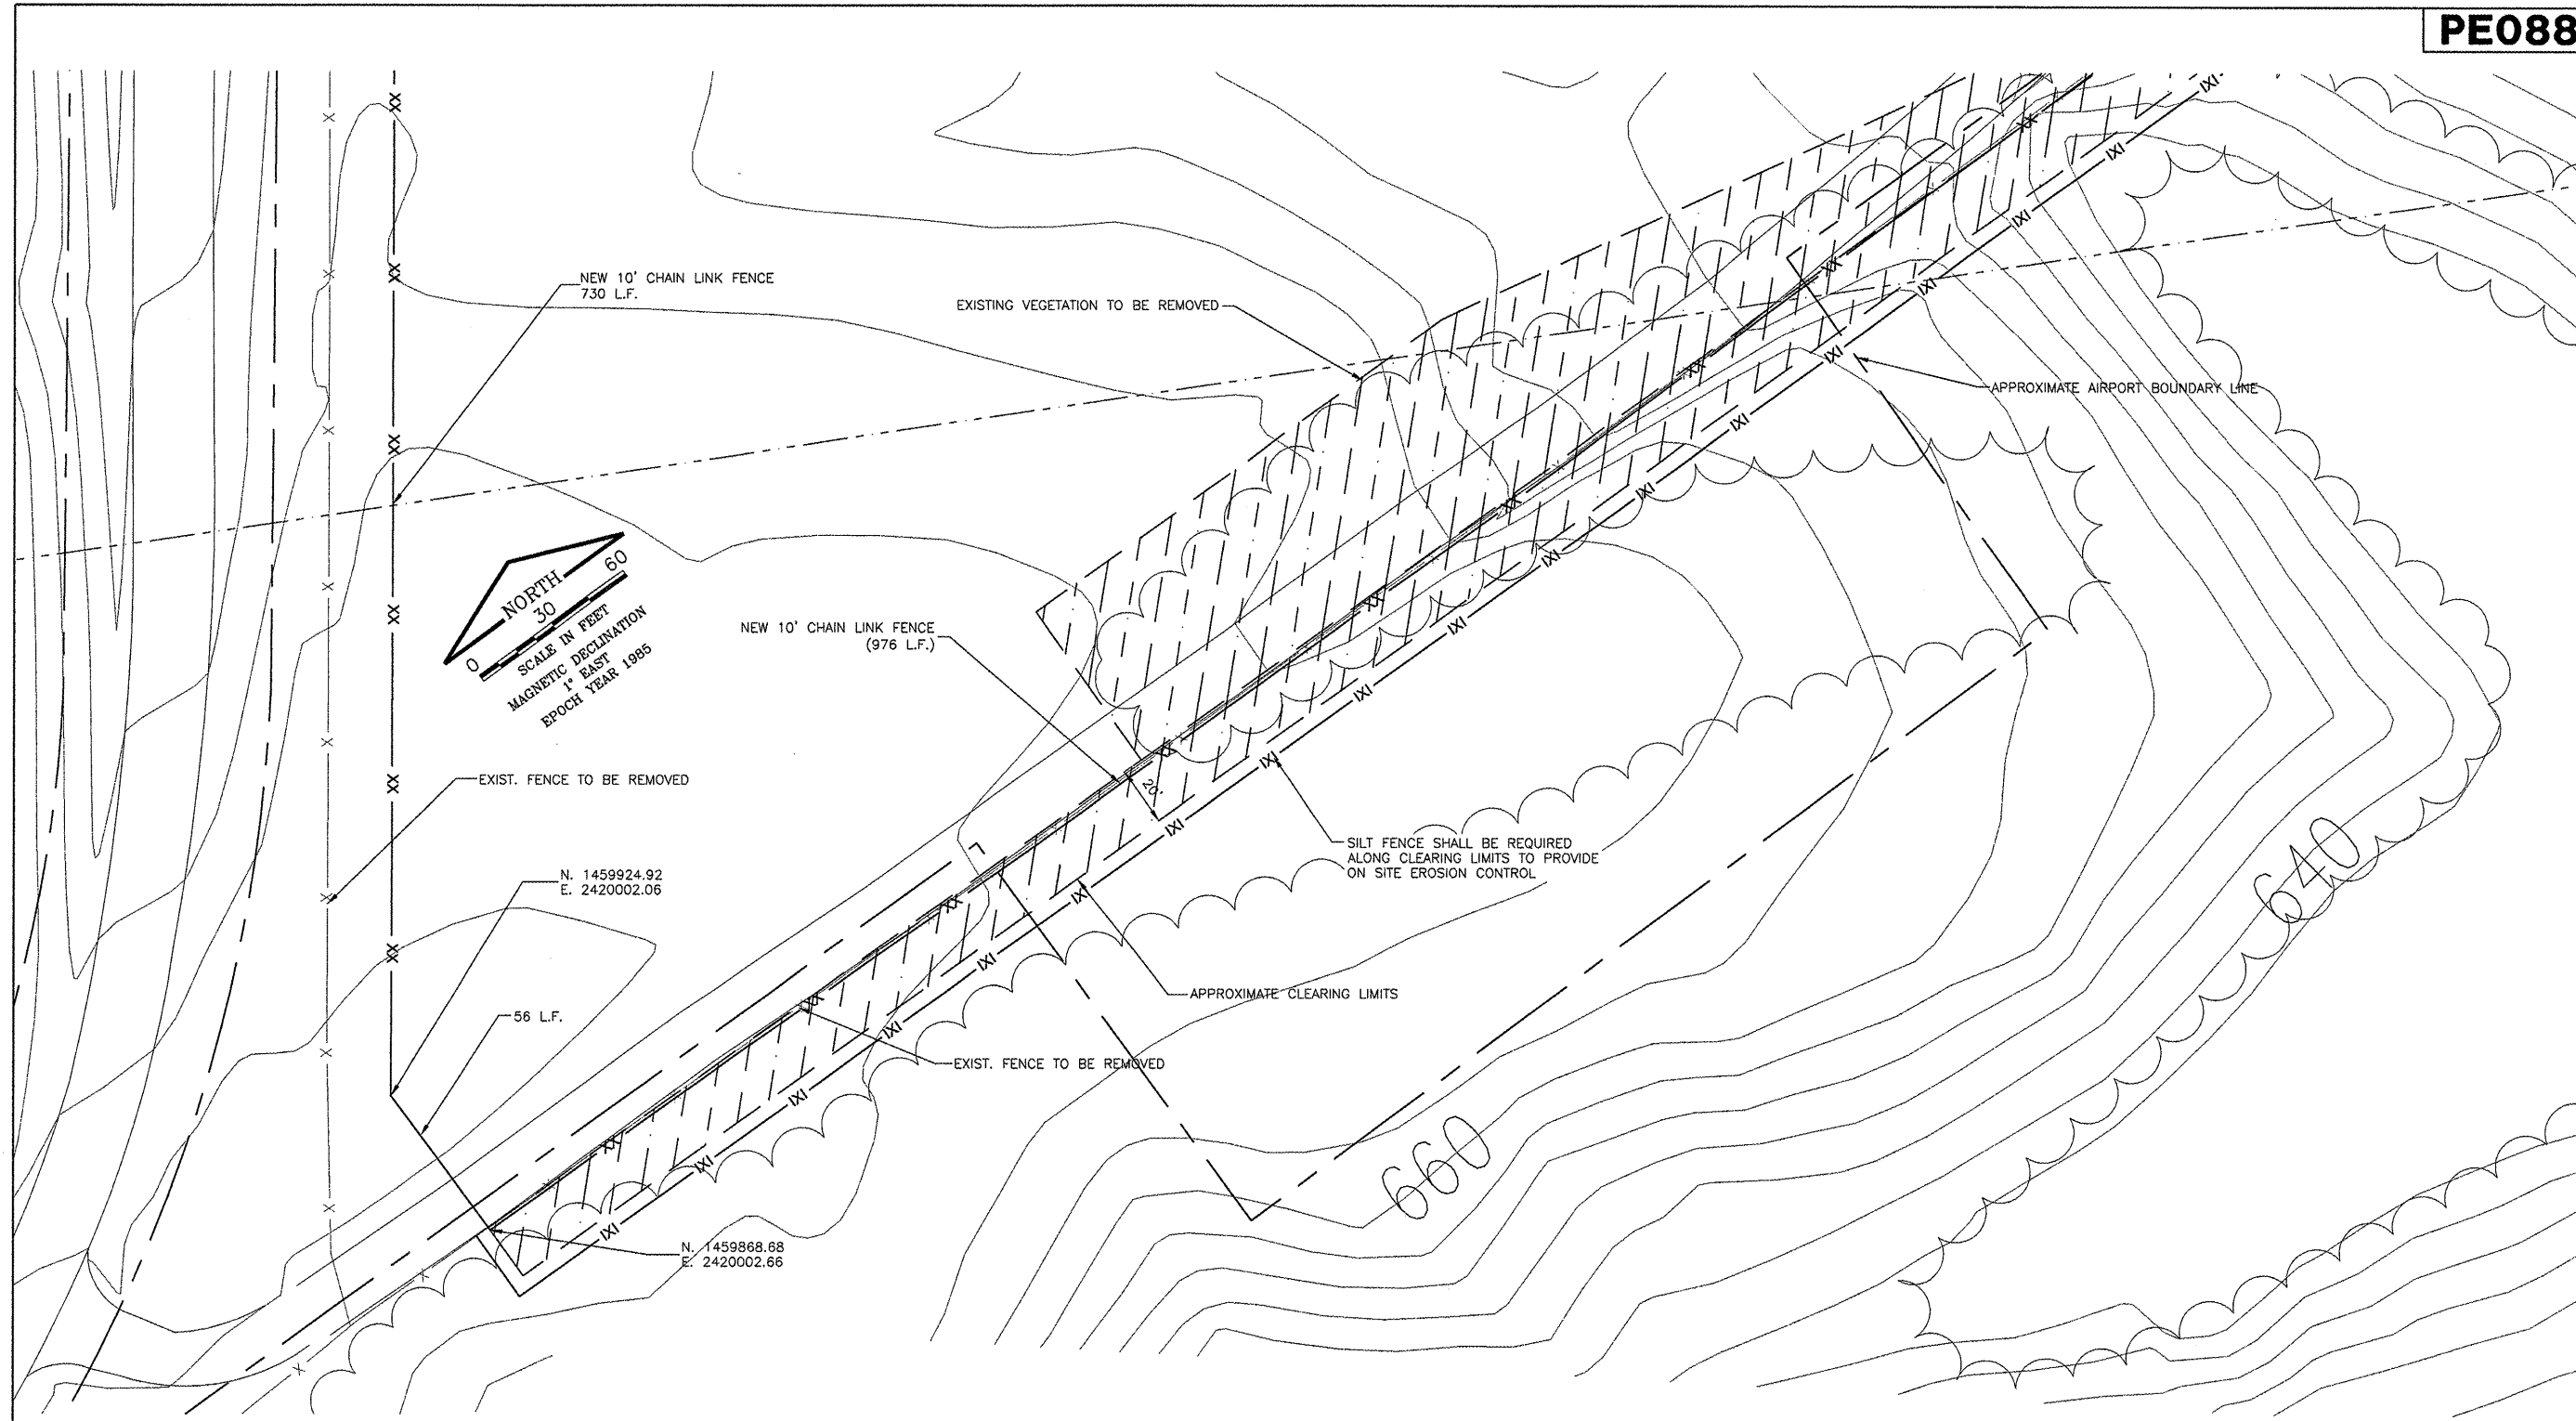 PE088
NEW 10' CHAIN LINK FENCE
730 L.F.
EXISTING VEGETATION TO BE REMOVED
APPROXIMATE AIRPORT BOUNDARY LINE
NORTH
0 30 60
SCALE IN FEET
MAGNETIC DECLINATION
1° EAST
EPOCH YEAR 1985
NEW 10' CHAIN LINK FENCE
(976 L.F.)
EXIST. FENCE TO BE REMOVED
20'
SILT FENCE SHALL BE REQUIRED
ALONG CLEARING LIMITS TO PROVIDE
ON SITE EROSION CONTROL
640
N. 1459924.92
E. 2420002.06
APPROXIMATE CLEARING LIMITS
56 L.F.
EXIST. FENCE TO BE REMOVED
660
N. 1459868.68
E. 2420002.66